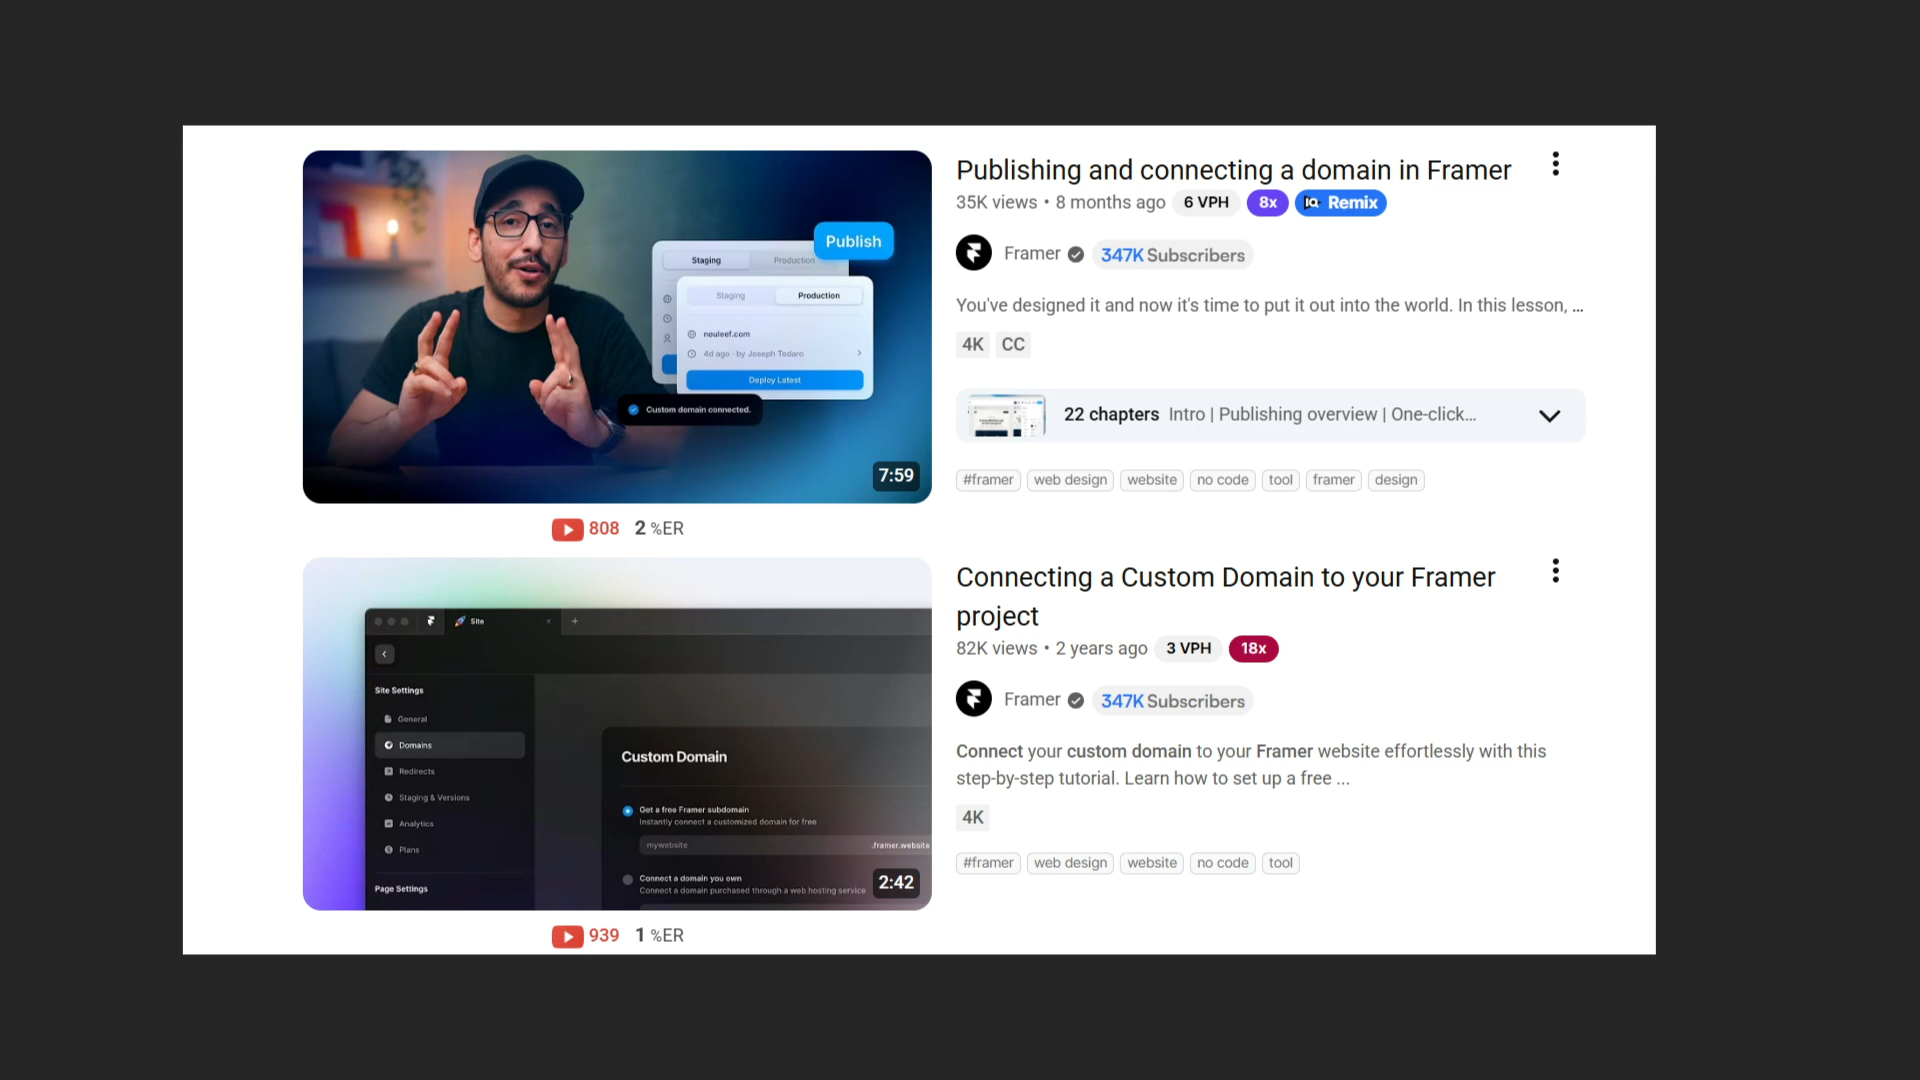 Publishing and connecting a domain in Framer
35K views • 8 months ago 6 VPH 8x IQ Remix
Framer 347K Subscribers
You've designed it and now it's time to put it out into the world. In this lesson, ...
4K CC
22 chapters Intro | Publishing overview | One-click...
#framer web design website no code tool framer design
Publish
Staging Production
Staging Production
neuleef.com
4d ago · by Joseph Todaro
Deploy Latest
Custom domain connected.
7:59
808 2 %ER
Connecting a Custom Domain to your Framer
project
82K views • 2 years ago 3 VPH 18x
Framer 347K Subscribers
Connect your custom domain to your Framer website effortlessly with this
step-by-step tutorial. Learn how to set up a free ...
4K
#framer web design website no code tool
Site
Site Settings
General
Domains
Redirects
Staging & Versions
Analytics
Plans
Page Settings
Custom Domain
Get a free Framer subdomain
Instantly connect a customized domain for free
mywebsite .framer.website
Connect a domain you own
Connect a domain purchased through a web hosting service
2:42
939 1 %ER